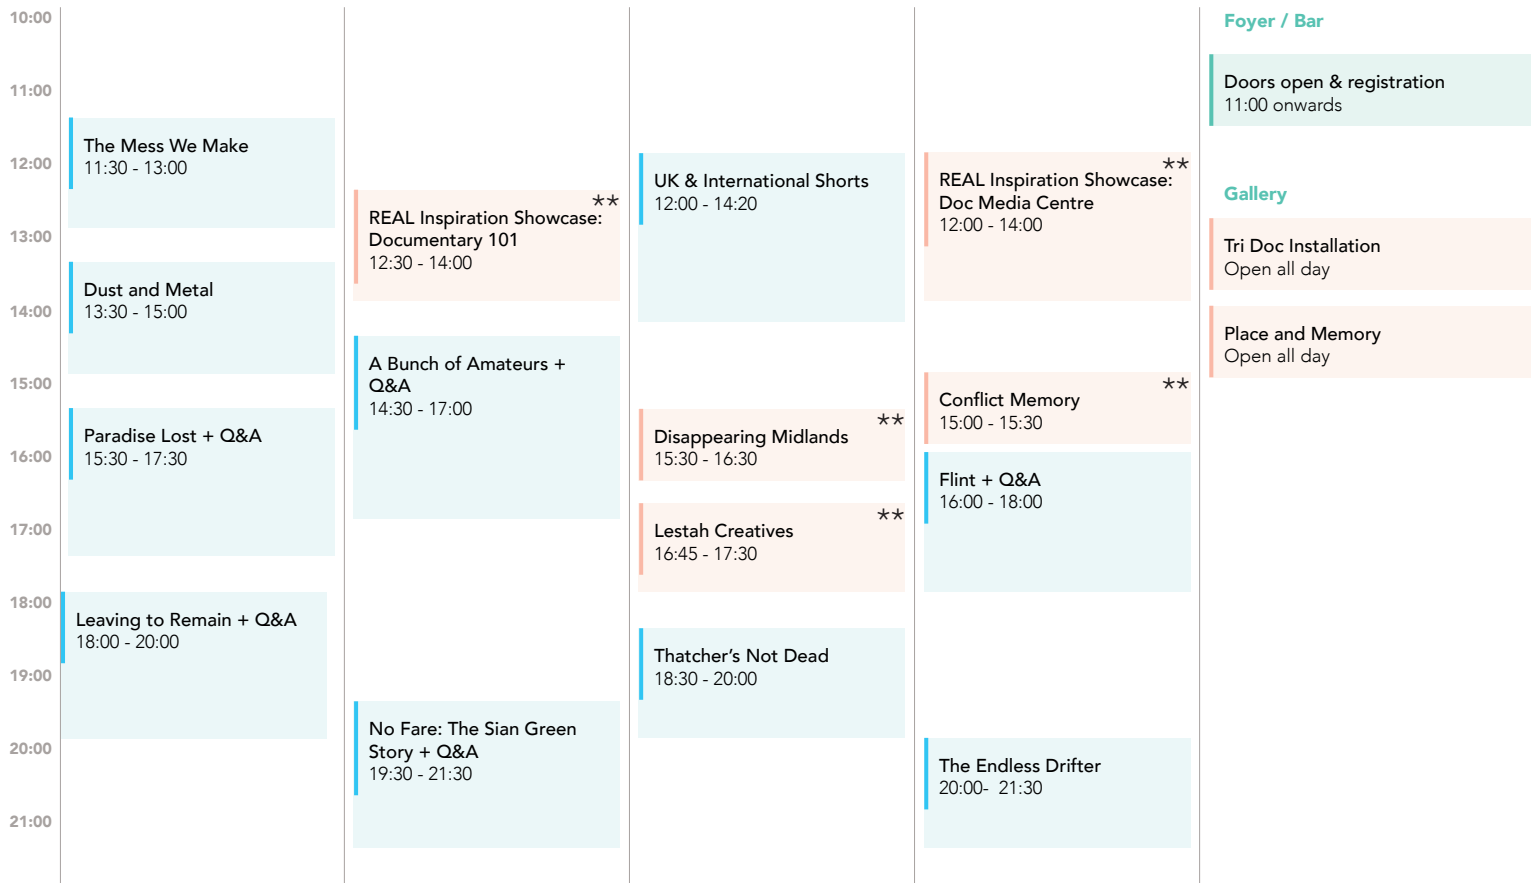 10:00
11:00
12:00
13:00
14:00
15:00
16:00
17:00
18:00
19:00
20:00
21:00
The Mess We Make
11:30 - 13:00
Dust and Metal
13:30 - 15:00
Paradise Lost + Q&A
15:30 - 17:30
Leaving to Remain + Q&A
18:00 - 20:00
**
REAL Inspiration Showcase:
Documentary 101
12:30 - 14:00
A Bunch of Amateurs +
Q&A
14:30 - 17:00
No Fare: The Sian Green
Story + Q&A
19:30 - 21:30
UK & International Shorts
12:00 - 14:20
**
Disappearing Midlands
15:30 - 16:30
**
Lestah Creatives
16:45 - 17:30
Thatcher’s Not Dead
18:30 - 20:00
**
REAL Inspiration Showcase:
Doc Media Centre
12:00 - 14:00
**
Conflict Memory
15:00 - 15:30
Flint + Q&A
16:00 - 18:00
The Endless Drifter
20:00-  21:30
Foyer / Bar
Doors open & registration
11:00 onwards
Gallery
Tri Doc Installation
Open all day
Place and Memory
Open all day